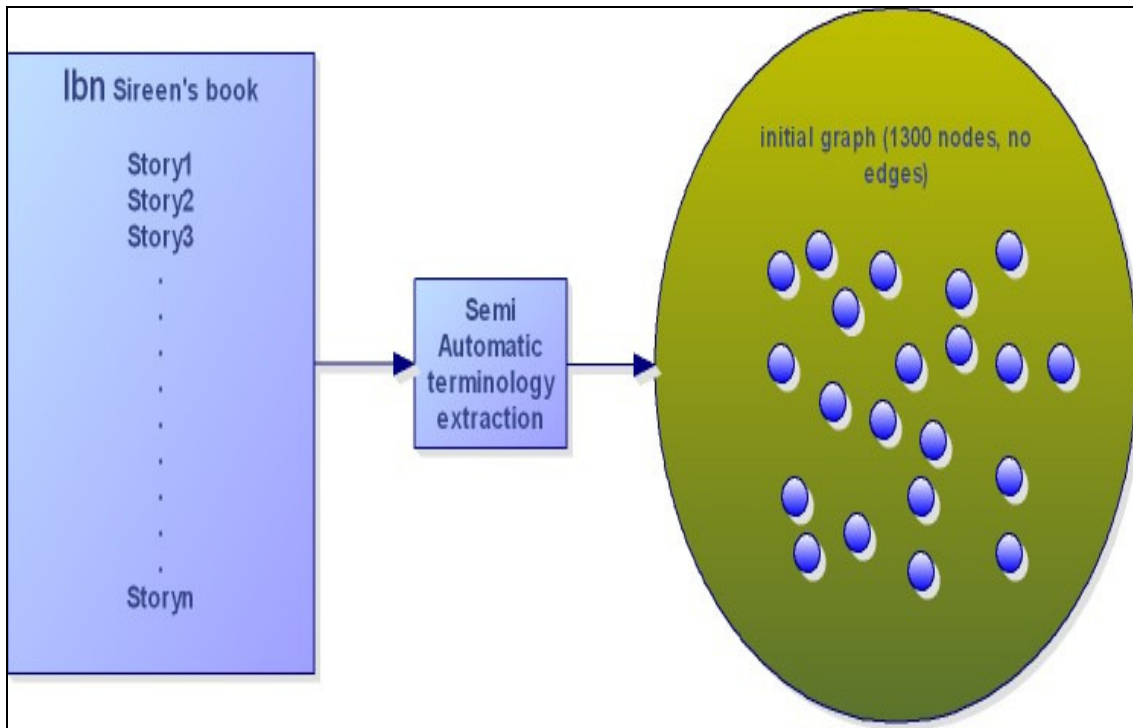 Ibn Sireen's book
Story1
Story2
Story3
.
.
.
.
.
.
.
.
.
Storyn
Semi
Automatic
terminology
extraction
initial graph (1300 nodes, no
edges)